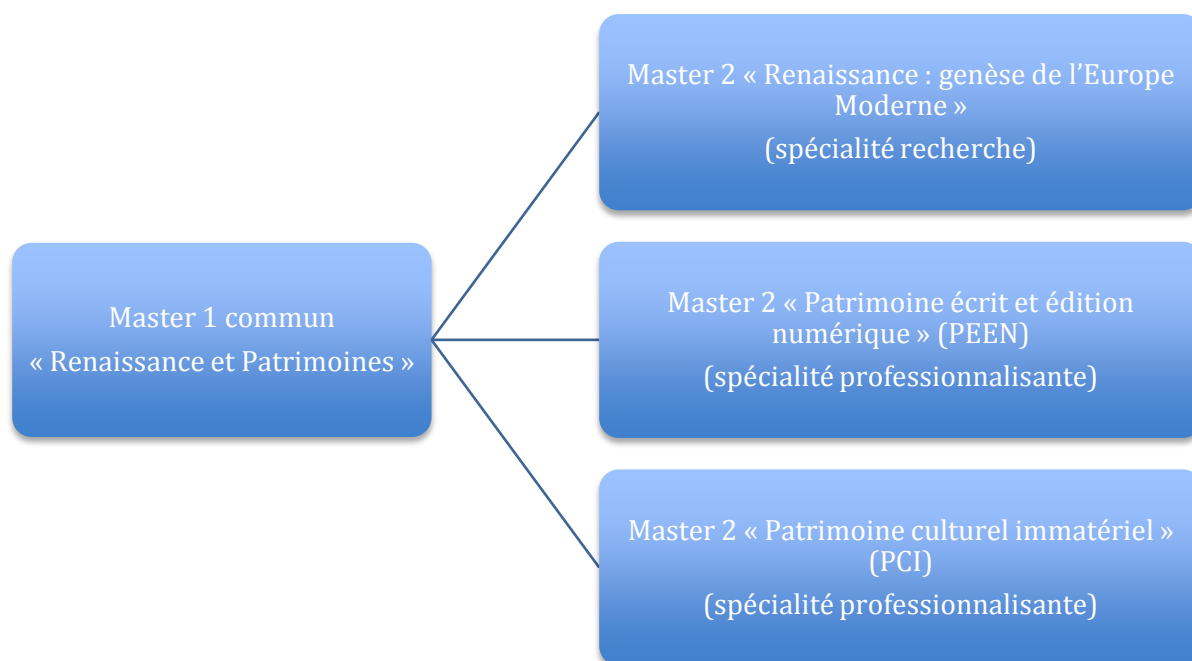 Master 1 commun
« Renaissance et Patrimoines »
Master 2 « Renaissance : genèse de l’Europe
Moderne »
(spécialité recherche)
Master 2 « Patrimoine écrit et édition
numérique » (PEEN)
(spécialité professionnalisante)
Master 2 « Patrimoine culturel immatériel »
(PCI)
(spécialité professionnalisante)